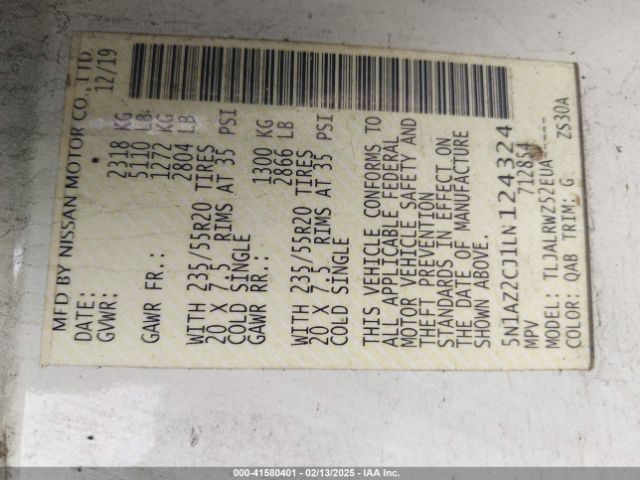 MFD BY NISSAN MOTOR CO., LTD.
DATE: 12/19
GVWR: 2318 KG
5110 LB
GAWR FR.: 1272 KG
2804 LB
WITH 235/55R20 TIRES
20 X 7.5 RIMS AT 35 PSI
COLD SINGLE
GAWR RR.: 1300 KG
2866 LB
WITH 235/55R20 TIRES
20 X 7.5 RIMS AT 35 PSI
COLD SINGLE
THIS VEHICLE CONFORMS TO
ALL APPLICABLE FEDERAL
MOTOR VEHICLE SAFETY AND
THEFT PREVENTION
STANDARDS IN EFFECT ON
THE DATE OF MANUFACTURE
SHOWN ABOVE.
5N1AZ2CJ1LN124324
MPV 712854
MODEL: TLJALRWZ52EUA----
COLOR: QAB TRIM: G ZS30A
000-41580401 - 02/13/2025 - IAA Inc.